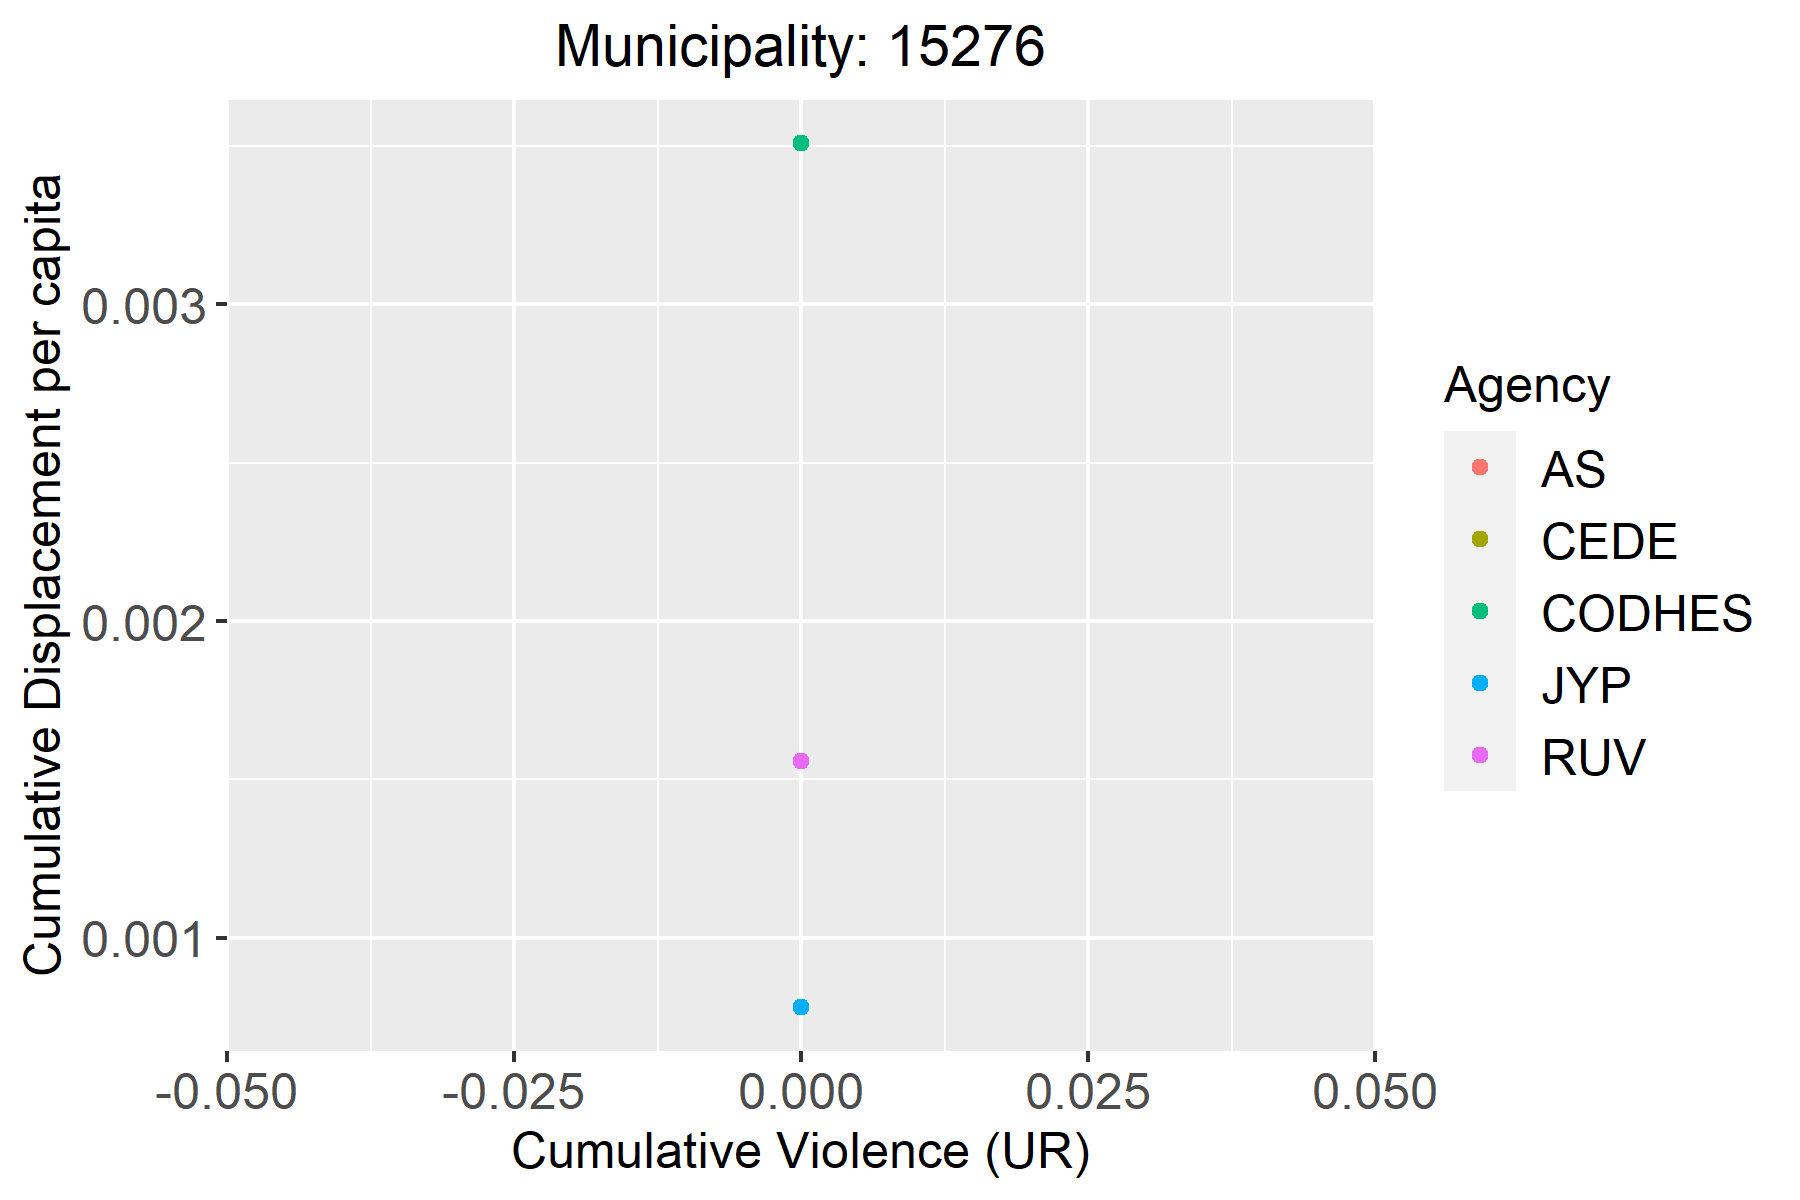 Municipality: 15276
Cumulative Displacement per capita
0.003
0.002
0.001
-0.050
-0.025
0.000
0.025
0.050
Cumulative Violence (UR)
Agency
AS
CEDE
CODHES
JYP
RUV